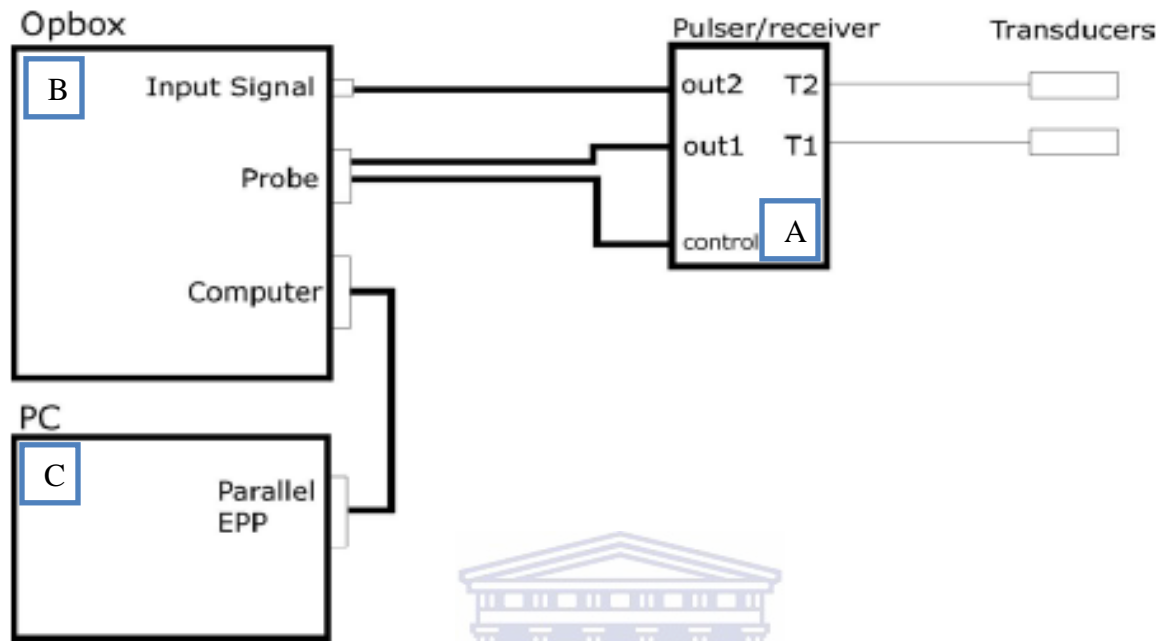 Opbox
B
Input Signal
Probe
Computer
Pulser/receiver
out2 T2
out1 T1
control
A
Transducers
PC
C
Parallel
EPP